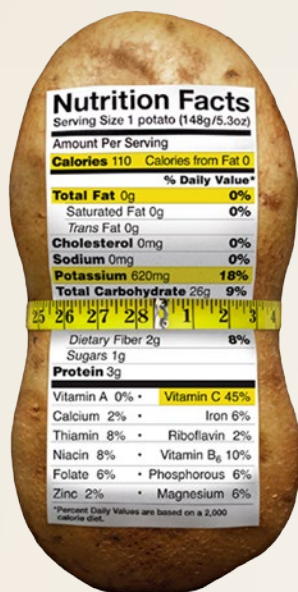 Nutrition Facts
Serving Size 1 potato (148g/5.3oz)
Amount Per Serving
Calories 110 Calories from Fat 0
% Daily Value*
Total Fat 0g 0%
Saturated Fat 0g 0%
Trans Fat 0g
Cholesterol 0mg 0%
Sodium 0mg 0%
Potassium 620mg 18%
Total Carbohydrate 26g 9%
25 26 27 28 1 2 3 4
Dietary Fiber 2g 8%
Sugars 1g
Protein 3g
Vitamin A 0% • Vitamin C 45%
Calcium 2% • Iron 6%
Thiamin 8% • Riboflavin 2%
Niacin 8% • Vitamin B6 10%
Folate 6% • Phosphorous 6%
Zinc 2% • Magnesium 6%
*Percent Daily Values are based on a 2,000
calorie diet.